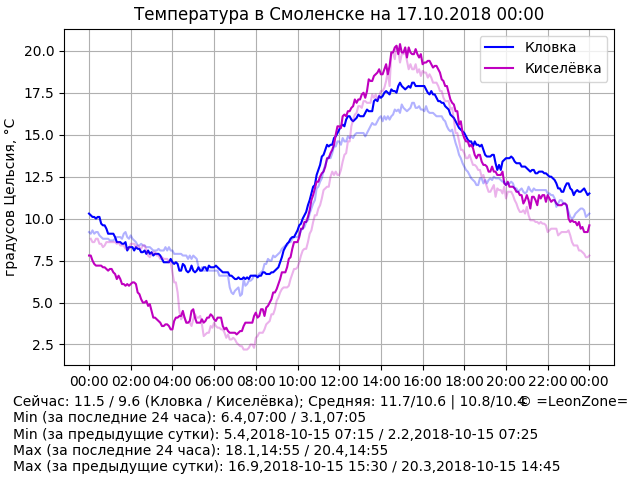 Температура в Смоленске на 17.10.2018 00:00
градусов Цельсия, °C
20.0
17.5
15.0
12.5
10.0
7.5
5.0
2.5
Кловка
Киселёвка
00:00 02:00 04:00 06:00 08:00 10:00 12:00 14:00 16:00 18:00 20:00 22:00 00:00
Сейчас: 11.5 / 9.6 (Кловка / Киселёвка); Средняя: 11.7/10.6 | 10.8/10.4 © =LeonZone=
Min (за последние 24 часа): 6.4,07:00 / 3.1,07:05
Min (за предыдущие сутки): 5.4,2018-10-15 07:15 / 2.2,2018-10-15 07:25
Max (за последние 24 часа): 18.1,14:55 / 20.4,14:55
Max (за предыдущие сутки): 16.9,2018-10-15 15:30 / 20.3,2018-10-15 14:45